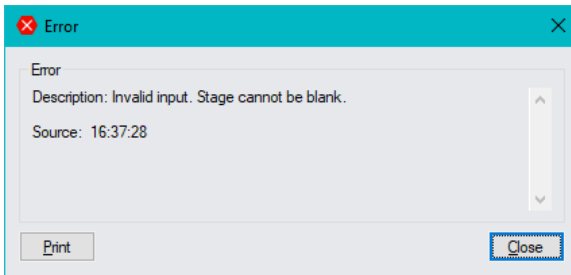 Error
Error
Description: Invalid input. Stage cannot be blank.
Source: 16:37:28
Print
Close